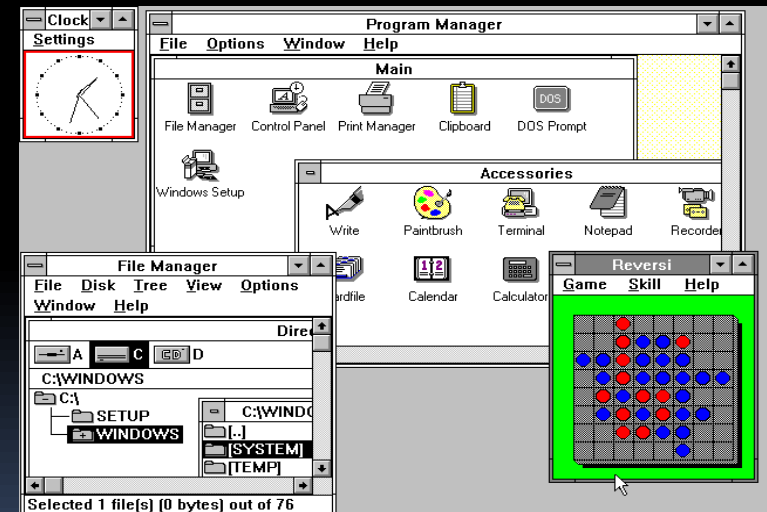 Clock
Settings
Program Manager
File Options Window Help
Main
File Manager Control Panel Print Manager Clipboard DOS Prompt
DOS
Windows Setup
Accessories
Write Paintbrush Terminal Notepad Recorder
ardfile Calendar Calculator
File Manager
File Disk Tree View Options
Window Help
Direc
A C CD D
C:\WINDOWS
C:\
SETUP
WINDOWS
C:\WINDO
[..]
[SYSTEM]
[TEMP]
Selected 1 file(s) (0 bytes) out of 76
Reversi
Game Skill Help